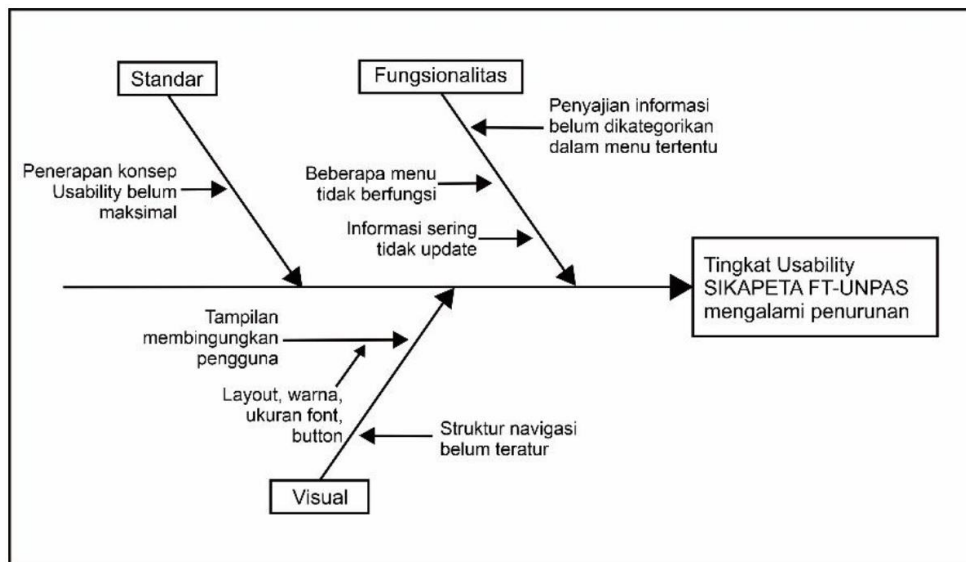 Standar
Fungsionalitas
Penyajian informasi
belum dikategorikan
dalam menu tertentu
Penerapan konsep
Usability belum
maksimal
Beberapa menu
tidak berfungsi
Informasi sering
tidak update
Tingkat Usability
SIKAPETA FT-UNPAS
mengalami penurunan
Tampilan
membingungkan
pengguna
Layout, warna,
ukuran font,
button
Struktur navigasi
belum teratur
Visual